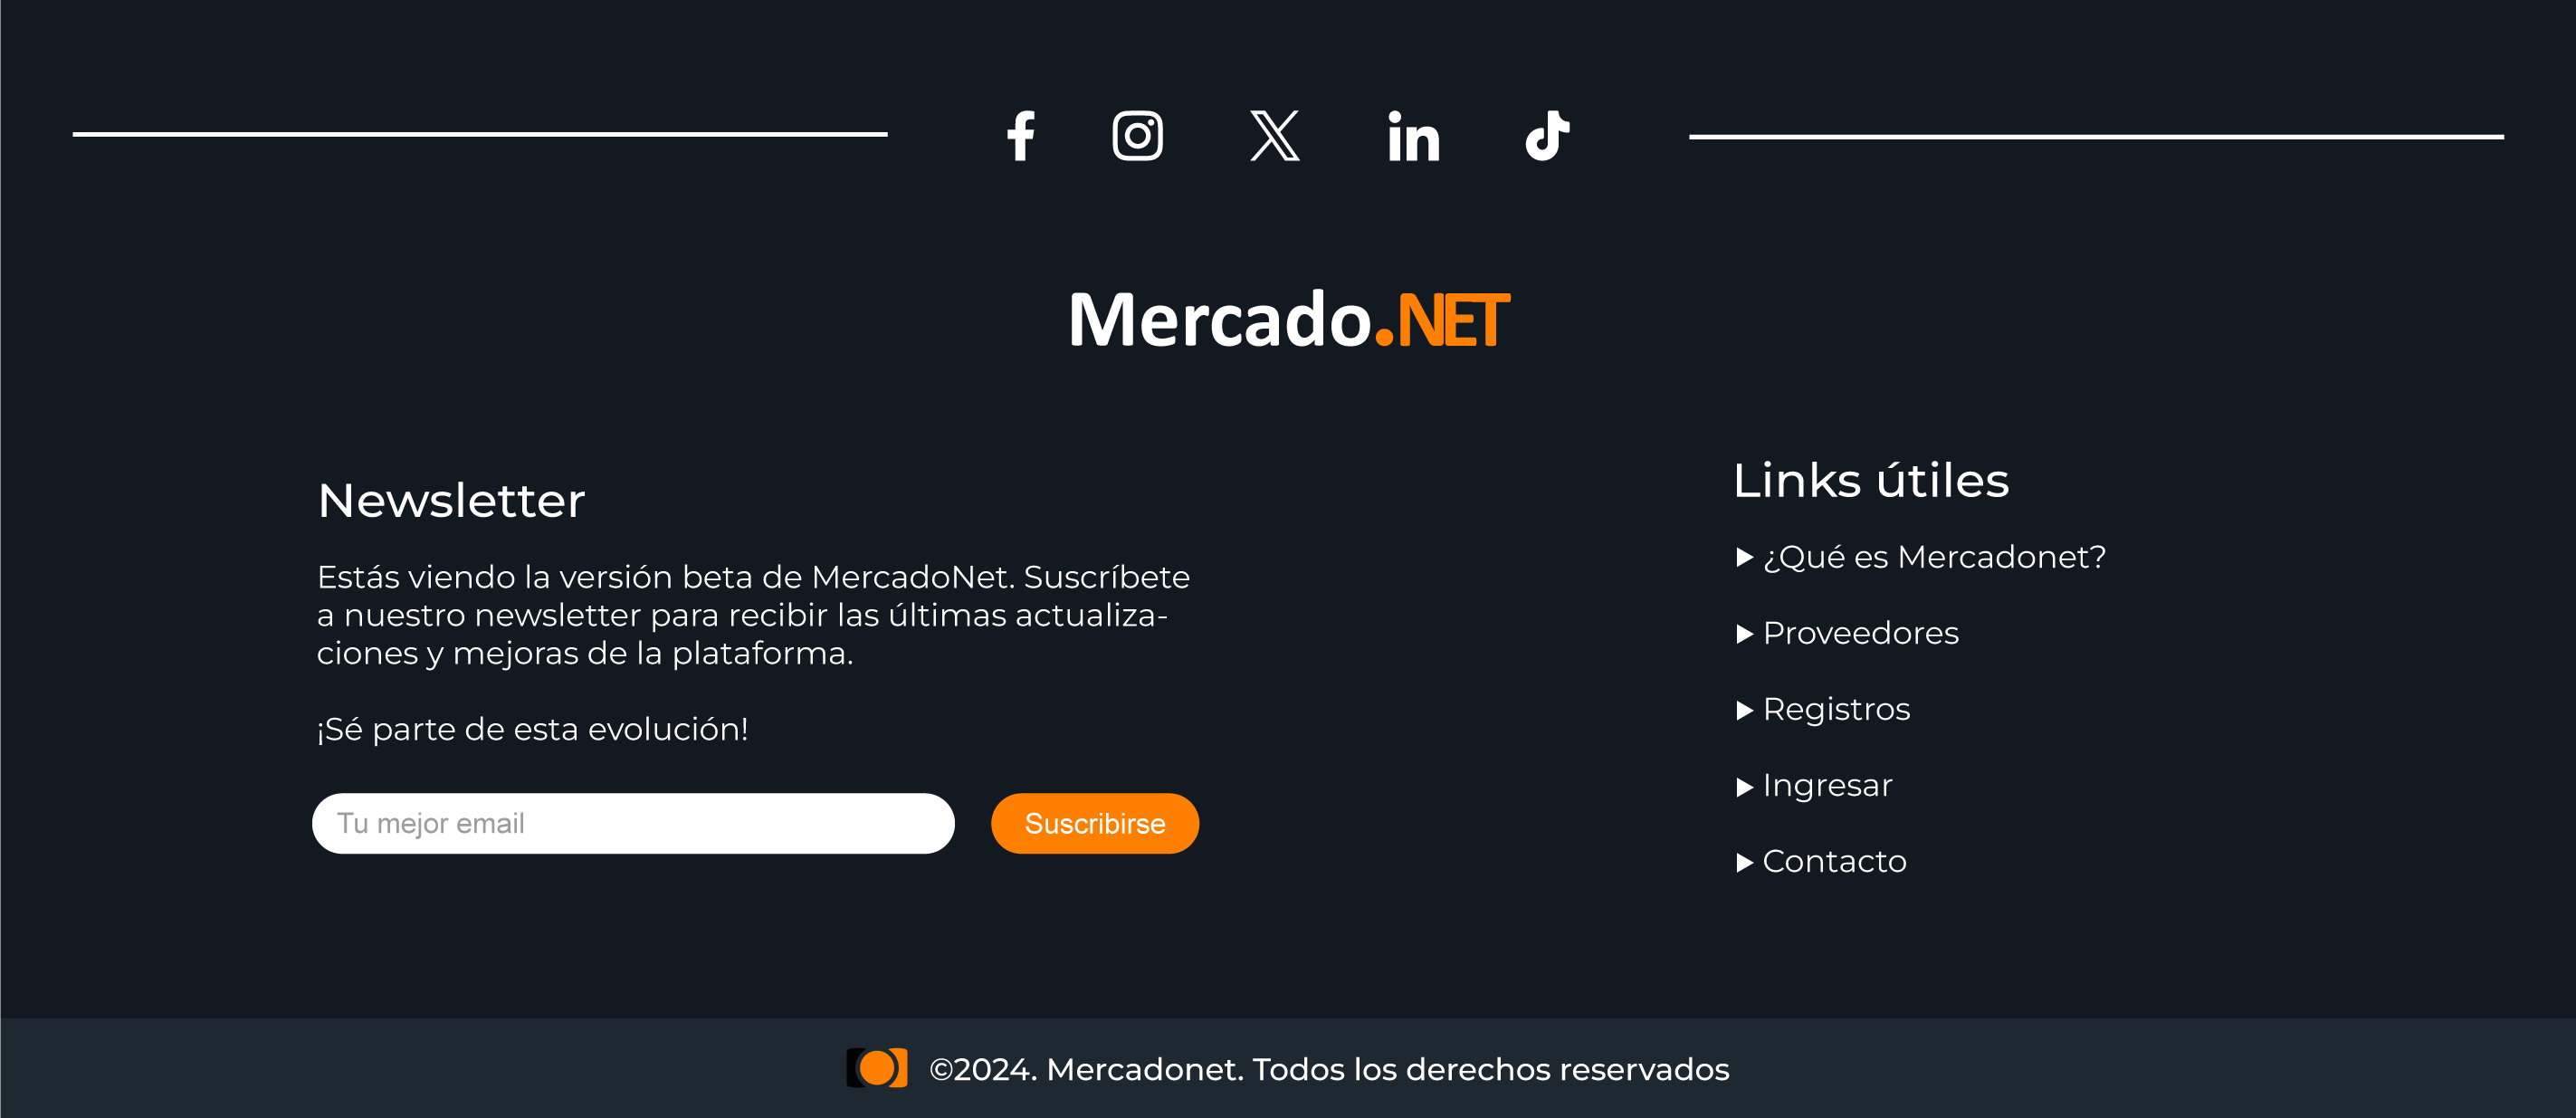 Mercado.NET
Newsletter
Estás viendo la versión beta de MercadoNet. Suscríbete
a nuestro newsletter para recibir las últimas actualiza-
ciones y mejoras de la plataforma.
¡Sé parte de esta evolución!
Tu mejor email
Suscribirse
Links útiles
¿Qué es Mercadonet?
Proveedores
Registros
Ingresar
Contacto
©2024. Mercadonet. Todos los derechos reservados